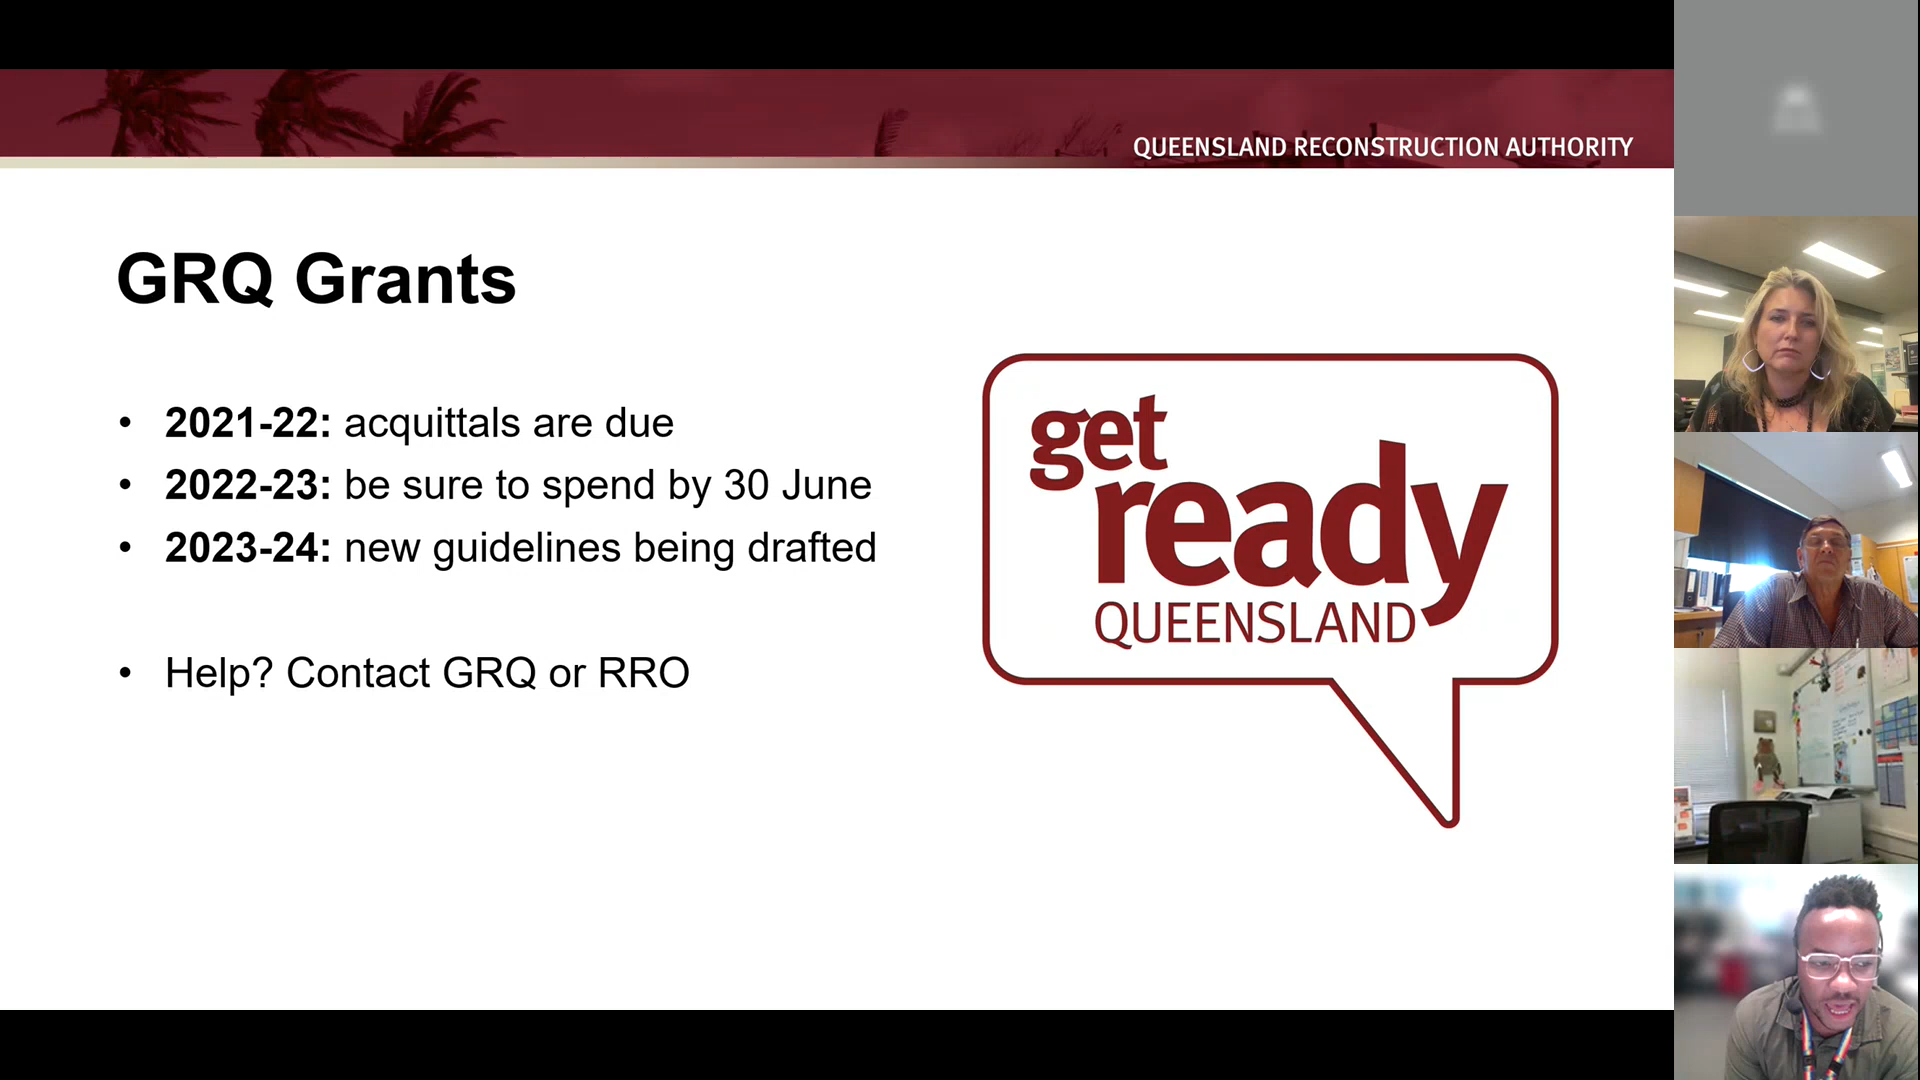 QUEENSLAND RECONSTRUCTION AUTHORITY
GRQ Grants
• 2021-22: acquittals are due
• 2022-23: be sure to spend by 30 June
• 2023-24: new guidelines being drafted
• Help? Contact GRQ or RRO
get
ready
QUEENSLAND